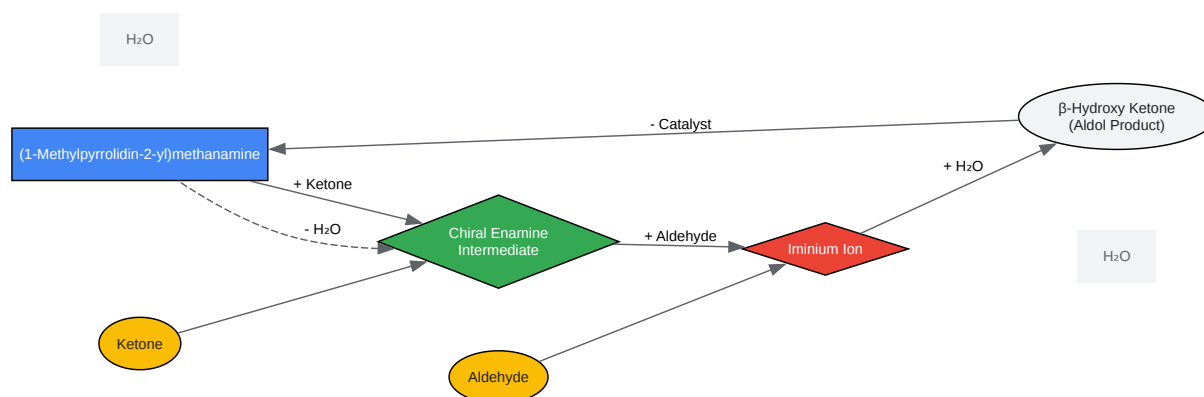 H₂O
β-Hydroxy Ketone
(Aldol Product)
- Catalyst
(1-Methylpyrrolidin-2-yl)methanamine
+ H₂O
+ Ketone
- H₂O
Chiral Enamine
Intermediate
+ Aldehyde
Iminium Ion
H₂O
Ketone
Aldehyde